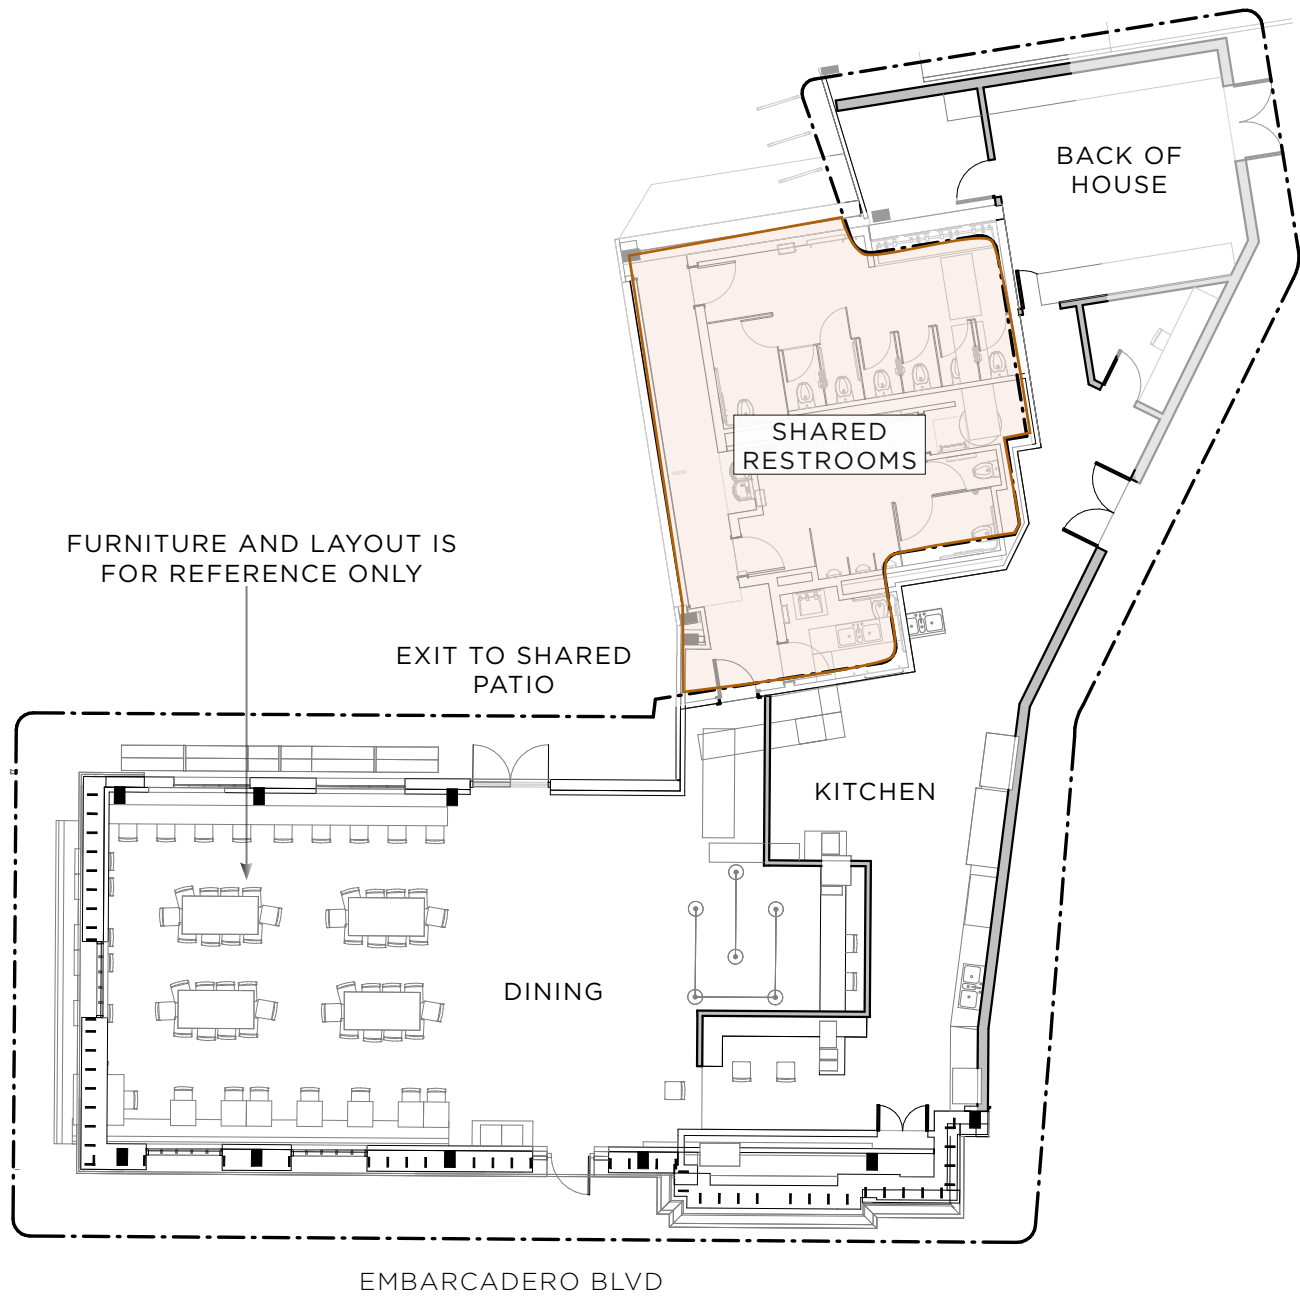 BACK OF
HOUSE
SHARED
RESTROOMS
FURNITURE AND LAYOUT IS
FOR REFERENCE ONLY
EXIT TO SHARED
PATIO
KITCHEN
DINING
EMBARCADERO BLVD